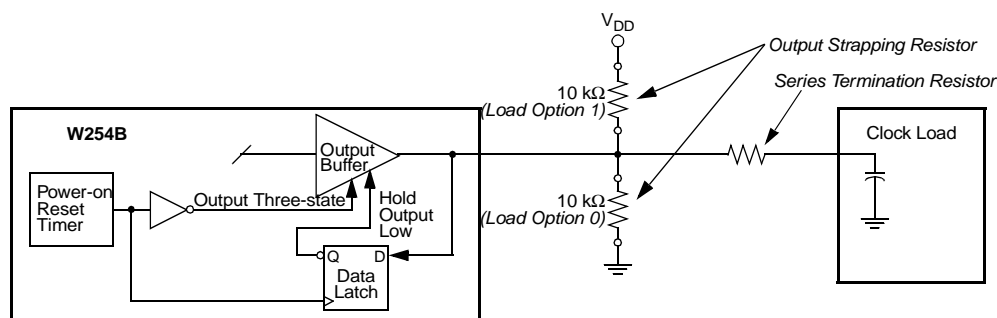 VDD
Output Strapping Resistor
Series Termination Resistor
10 kΩ
(Load Option 1)
W254B
Output
Buffer
Clock Load
Power-on
Reset
Timer
Output Three-state
Hold
Output
Low
10 kΩ
(Load Option 0)
Q
D
Data
Latch